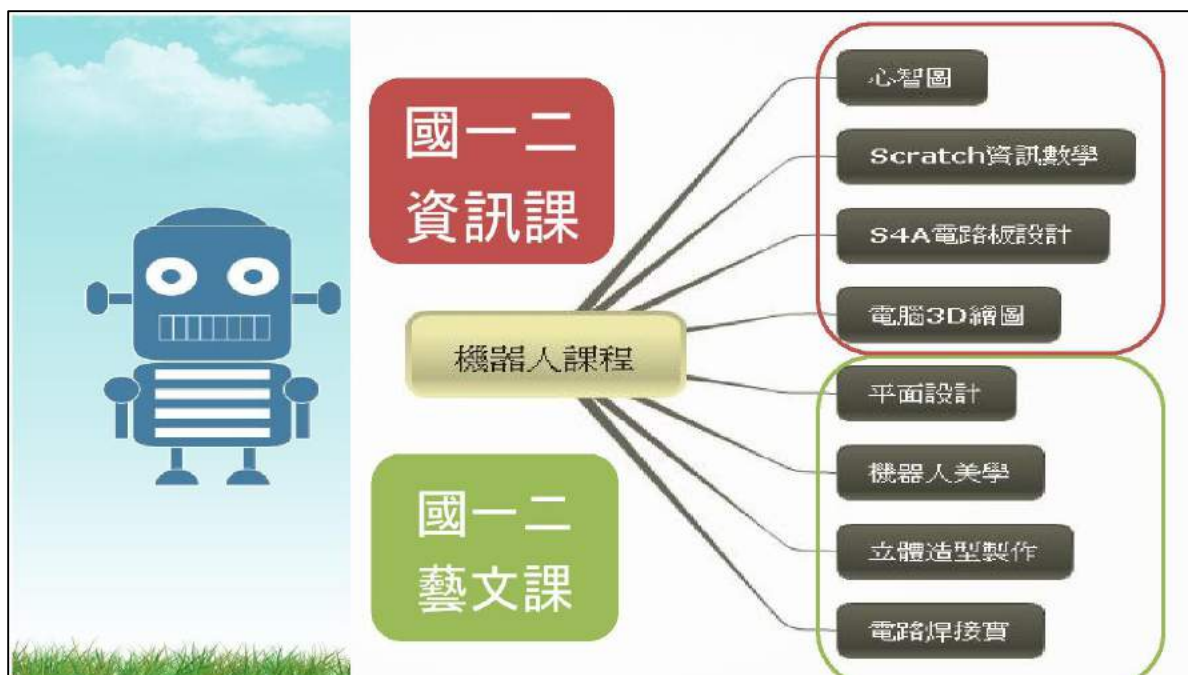 國一二
資訊課
機器人課程
國一二
藝文課
心智圖
Scratch資訊數學
S4A電路板設計
電腦3D繪圖
平面設計
機器人美學
立體造型製作
電路焊接實